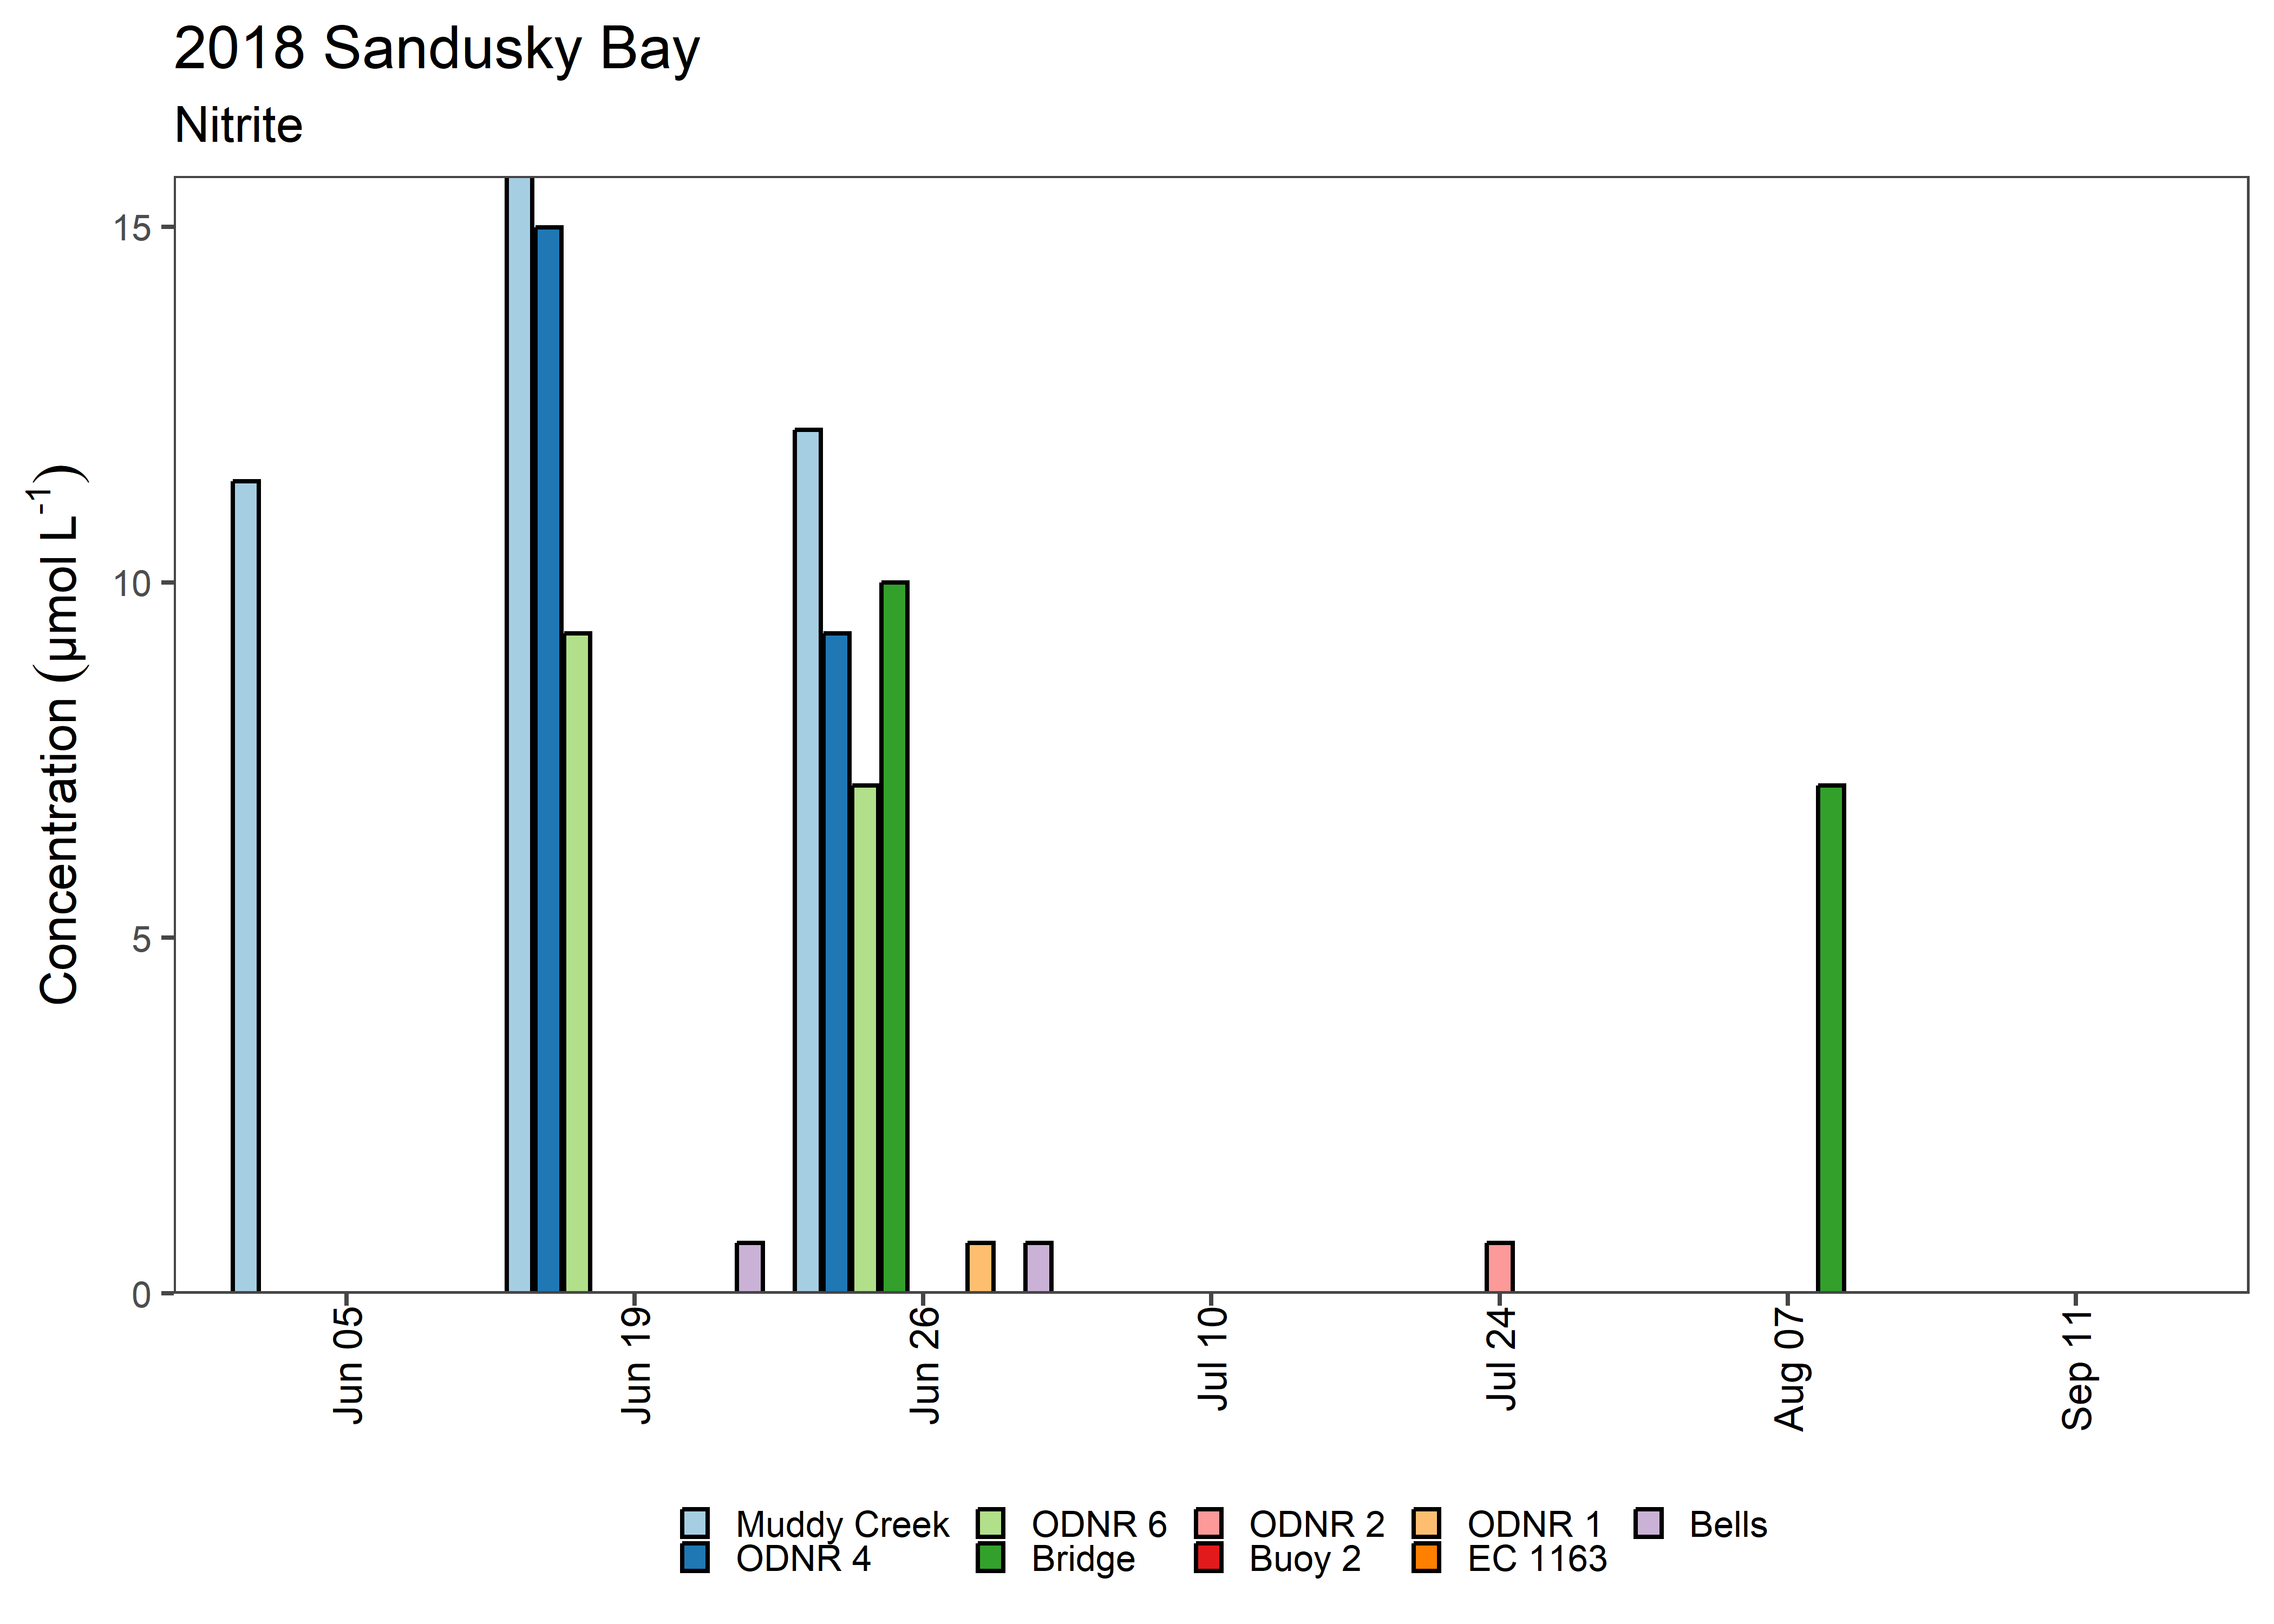 2018 Sandusky Bay
Nitrite
Concentration (µmol L-1)
15
10
5
0
Jun 05
Jun 19
Jun 26
Jul 10
Jul 24
Aug 07
Sep 11
Muddy Creek ODNR 6 ODNR 2 ODNR 1 Bells
ODNR 4 Bridge Buoy 2 EC 1163